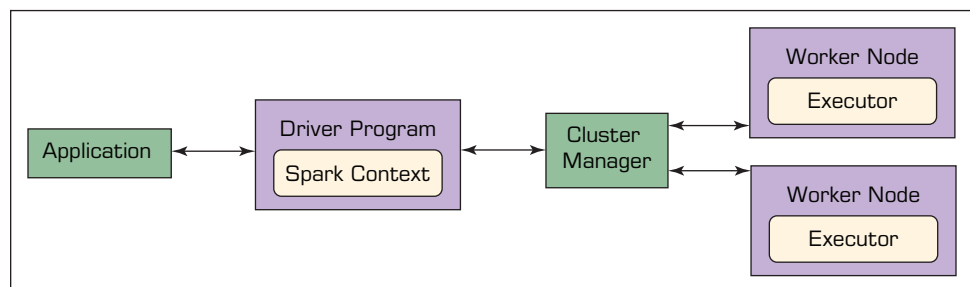 Application
Driver Program
Spark Context
Cluster
Manager
Worker Node
Executor
Worker Node
Executor